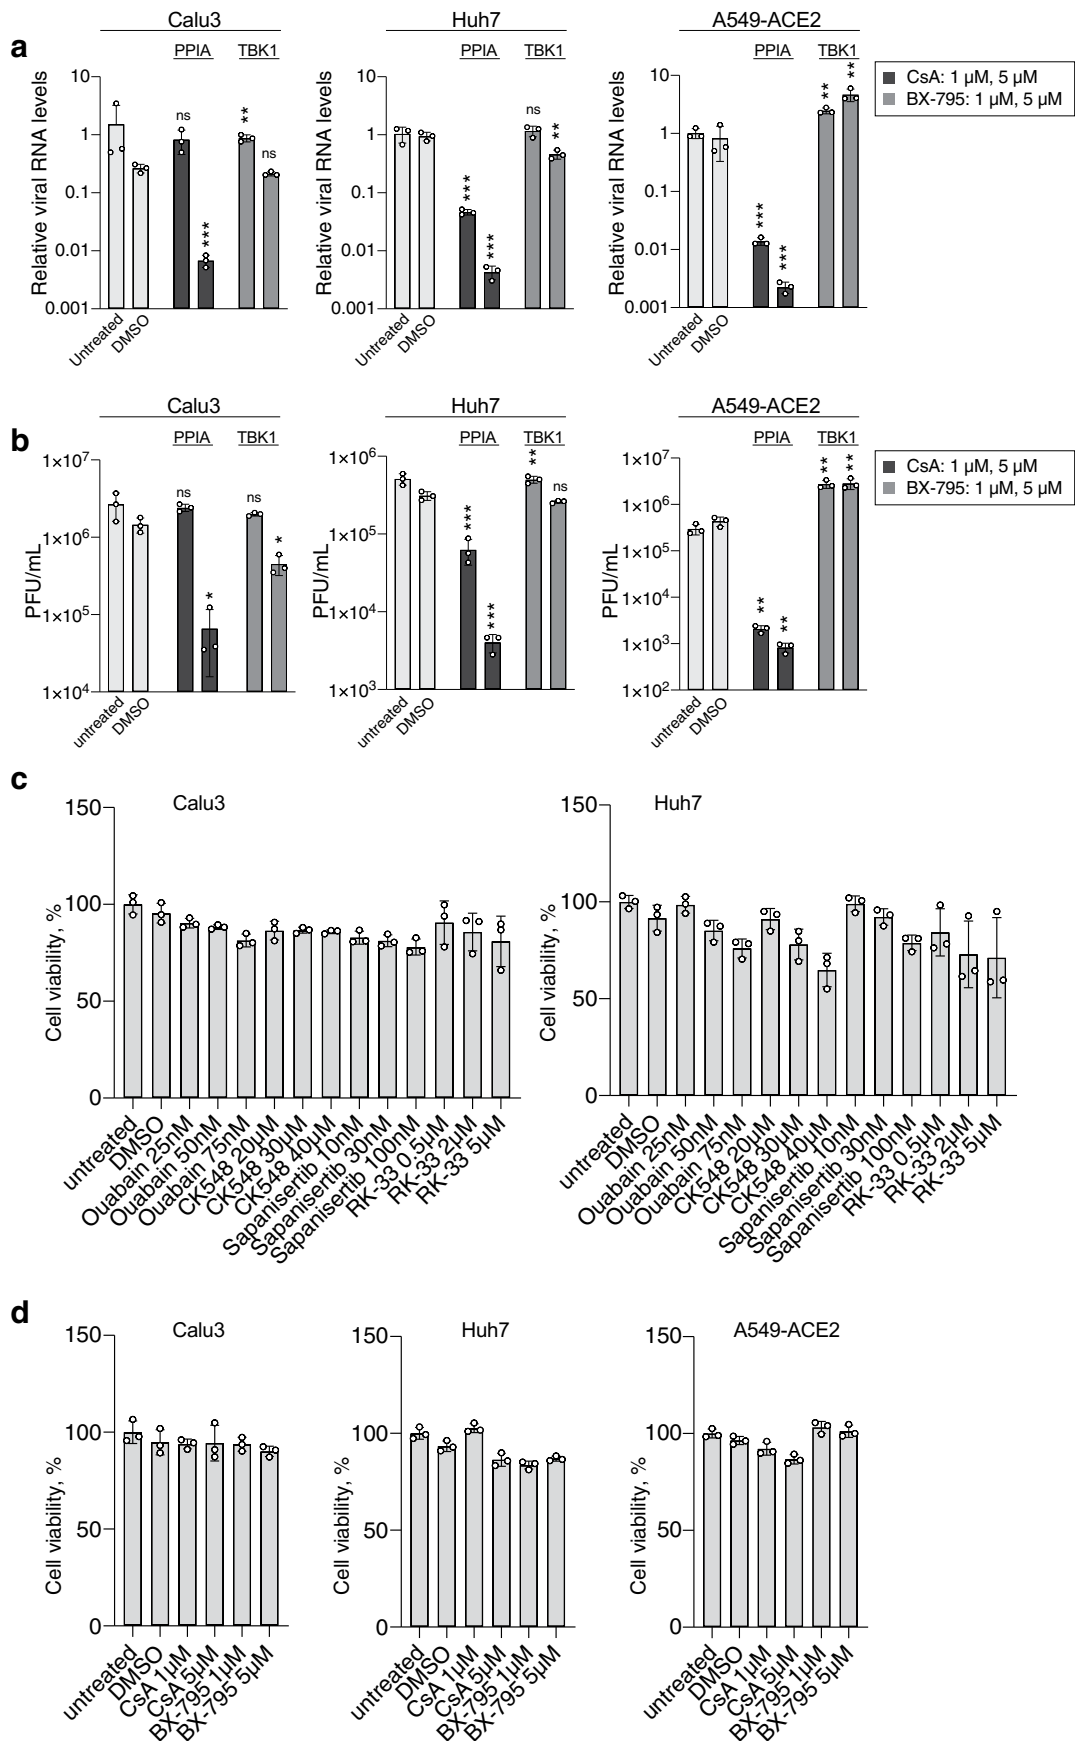 a
Calu3
Huh7
A549-ACE2
PPIA
TBK1
PPIA
TBK1
PPIA
TBK1
CsA: 1 µM, 5 µM
BX-795: 1 µM, 5 µM
Relative viral RNA levels
10
1
0.1
0.01
0.001
ns
***
**
ns
Untreated
DMSO
Relative viral RNA levels
10
1
0.1
0.01
0.001
***
***
ns
**
Untreated
DMSO
Relative viral RNA levels
10
1
0.1
0.01
0.001
***
***
**
**
Untreated
DMSO
b
Calu3
Huh7
A549-ACE2
PPIA
TBK1
PPIA
TBK1
PPIA
TBK1
CsA: 1 µM, 5 µM
BX-795: 1 µM, 5 µM
PFU/mL
1×10⁷
1×10⁶
1×10⁵
1×10⁴
ns
*
ns
*
untreated
DMSO
PFU/mL
1×10⁶
1×10⁵
1×10⁴
1×10³
***
***
**
ns
untreated
DMSO
PFU/mL
1×10⁷
1×10⁶
1×10⁵
1×10⁴
1×10³
1×10²
**
**
**
**
untreated
DMSO
c
Calu3
Cell viability, %
150
100
50
0
untreated
DMSO
Ouabain 25nM
Ouabain 50nM
Ouabain 75nM
CK548 20µM
CK548 30µM
CK548 40µM
Sapanisertib 10nM
Sapanisertib 30nM
Sapanisertib 100nM
RK-33 0.5µM
RK-33 2µM
RK-33 5µM
Huh7
Cell viability, %
150
100
50
0
untreated
DMSO
Ouabain 25nM
Ouabain 50nM
Ouabain 75nM
CK548 20µM
CK548 30µM
CK548 40µM
Sapanisertib 10nM
Sapanisertib 30nM
Sapanisertib 100nM
RK-33 0.5µM
RK-33 2µM
RK-33 5µM
d
Calu3
Cell viability, %
150
100
50
0
untreated
DMSO
CsA 1µM
CsA 5µM
BX-795 1µM
BX-795 5µM
Huh7
Cell viability, %
150
100
50
0
untreated
DMSO
CsA 1µM
CsA 5µM
BX-795 1µM
BX-795 5µM
A549-ACE2
Cell viability, %
150
100
50
0
untreated
DMSO
CsA 1µM
CsA 5µM
BX-795 1µM
BX-795 5µM